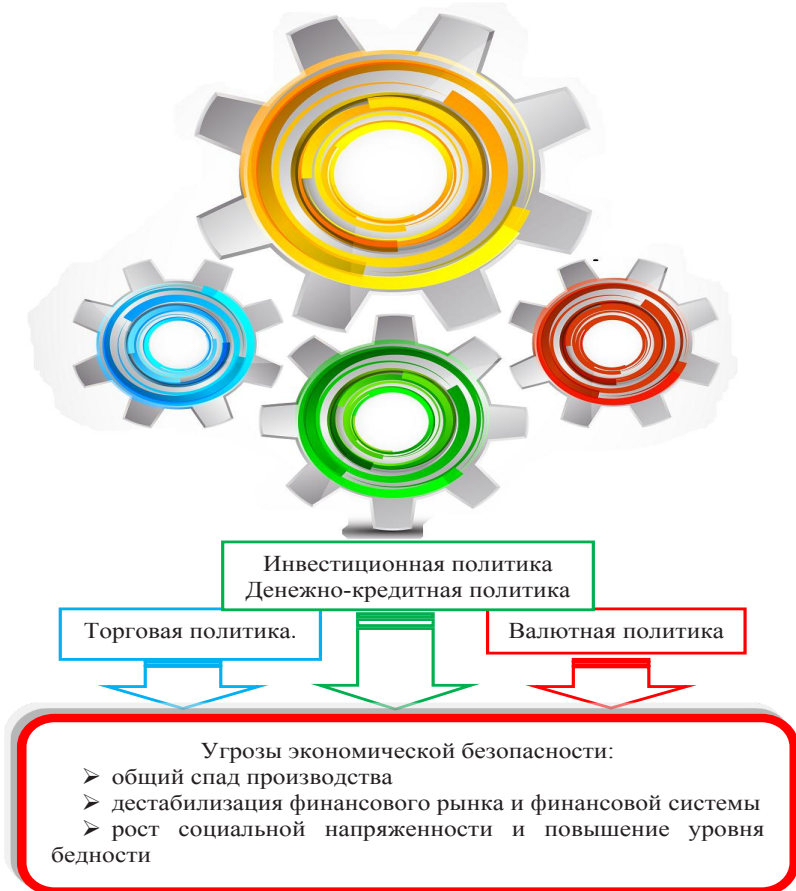 Инвестиционная политика
Денежно-кредитная политика
Торговая политика.
Валютная политика
Угрозы экономической безопасности:
➢ общий спад производства
➢ дестабилизация финансового рынка и финансовой системы
➢ рост социальной напряженности и повышение уровня
бедности